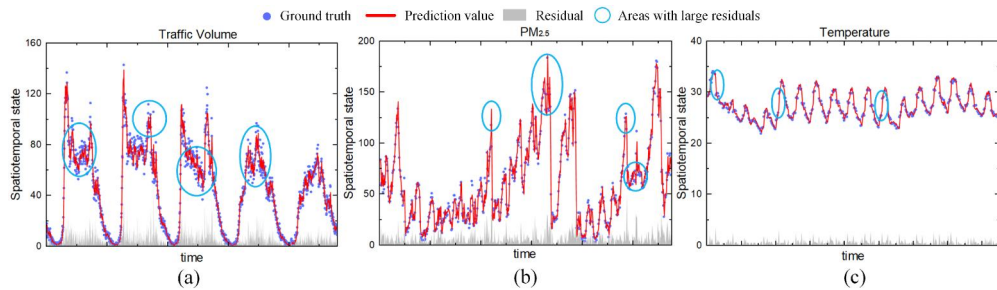 Ground truth Prediction value Residual Areas with large residuals
Traffic Volume
160
120
80
40
0
Spatiotemporal state
time
(a)
PM2.5
200
150
100
50
0
Spatiotemporal state
time
(b)
Temperature
40
30
20
10
0
Spatiotemporal state
time
(c)